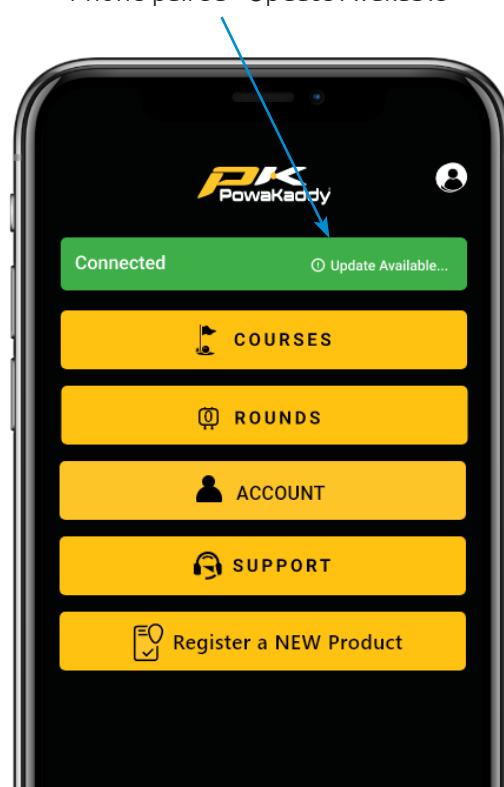 Phone paired - Update Available
PK
PowaKaddy
Connected
Update Available...
COURSES
ROUNDS
ACCOUNT
SUPPORT
Register a NEW Product